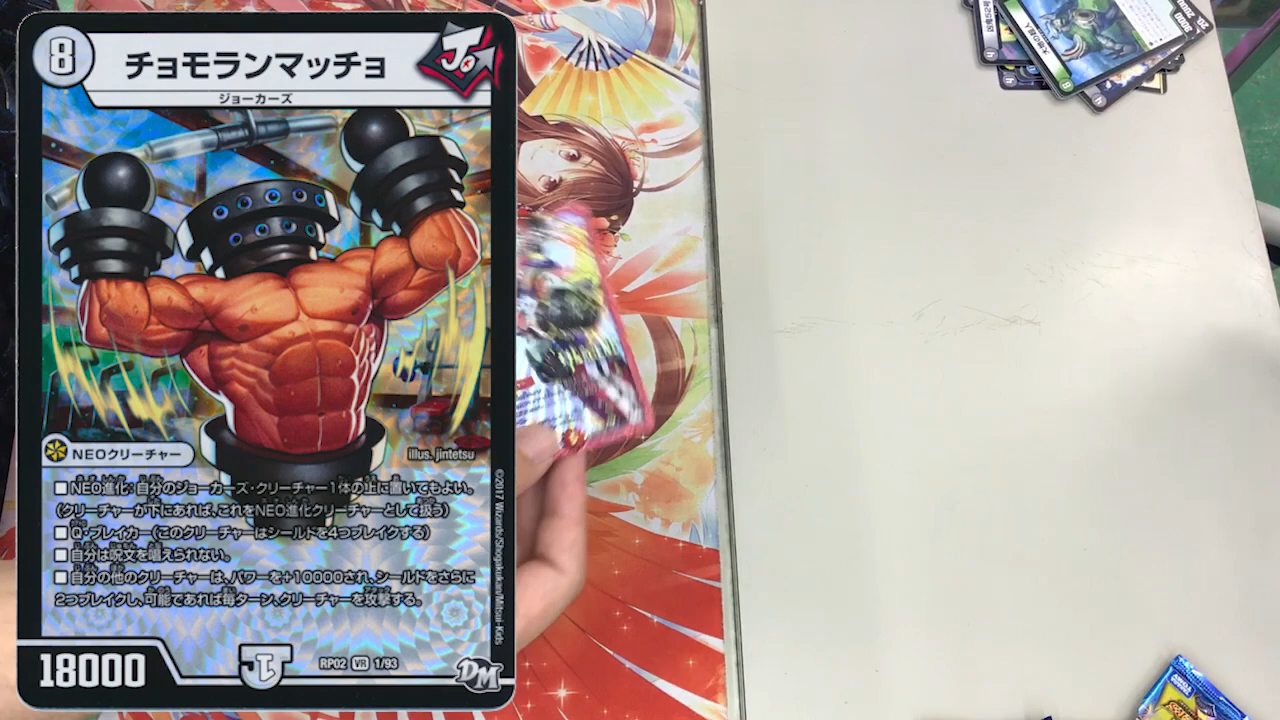 8
チョモランマッチョ
J
ジョーカーズ
NEOクリーチャー
illus. jintetsu
■NEO進化：自分のジョーカーズ・クリーチャー1体の上に置いてもよい。
（クリーチャーが下にあれば、これをNEO進化クリーチャーとして扱う）
■Q・ブレイカー（このクリーチャーはシールドを4つブレイクする）
■自分は呪文を唱えられない。
■自分の他のクリーチャーは、パワーを+10000され、シールドをさらに
2つブレイクし、可能であれば毎ターン、クリーチャーを攻撃する。
©2017 Wizards/Shogakukan/Mitsui-Kids
18000
RP02 VR 1/93
DM